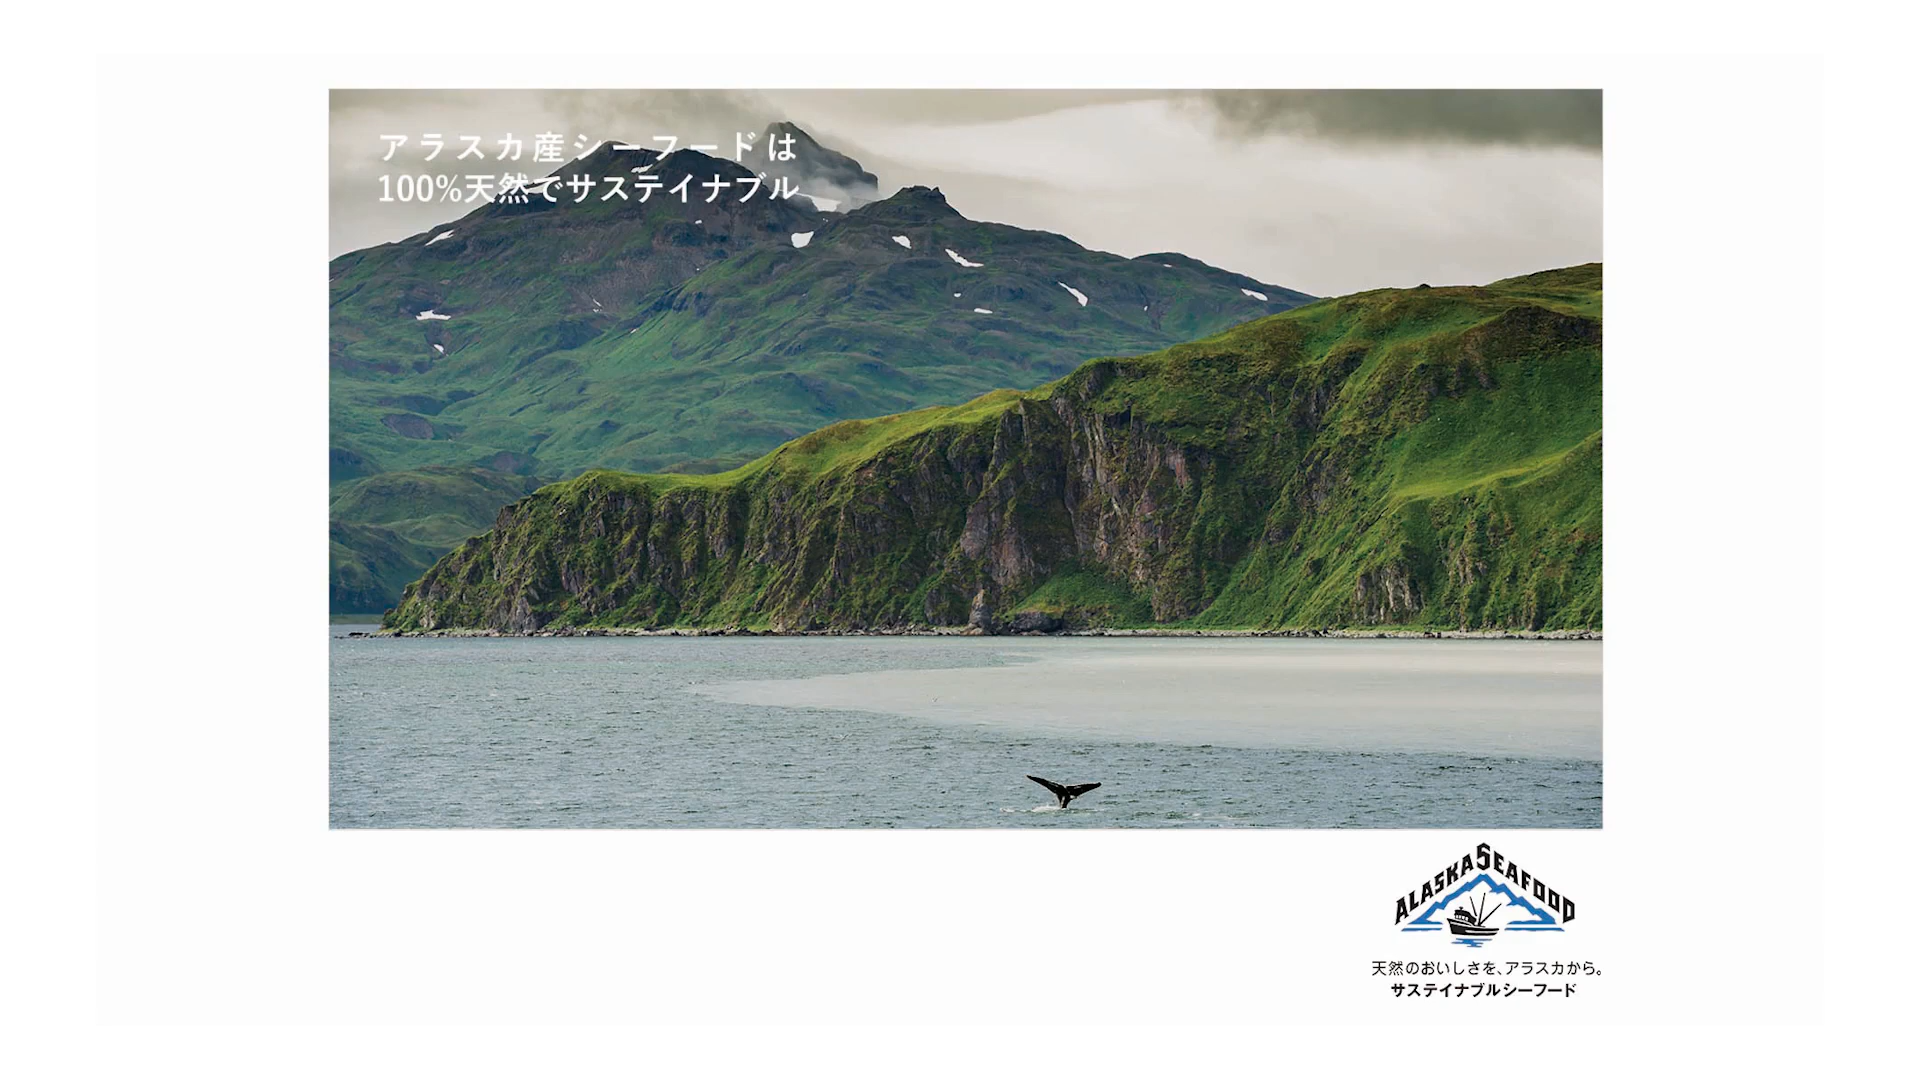 アラスカ産シーフードは
100%天然でサステイナブル
ALASKA SEAFOOD
天然のおいしさを、アラスカから。
サステイナブルシーフード